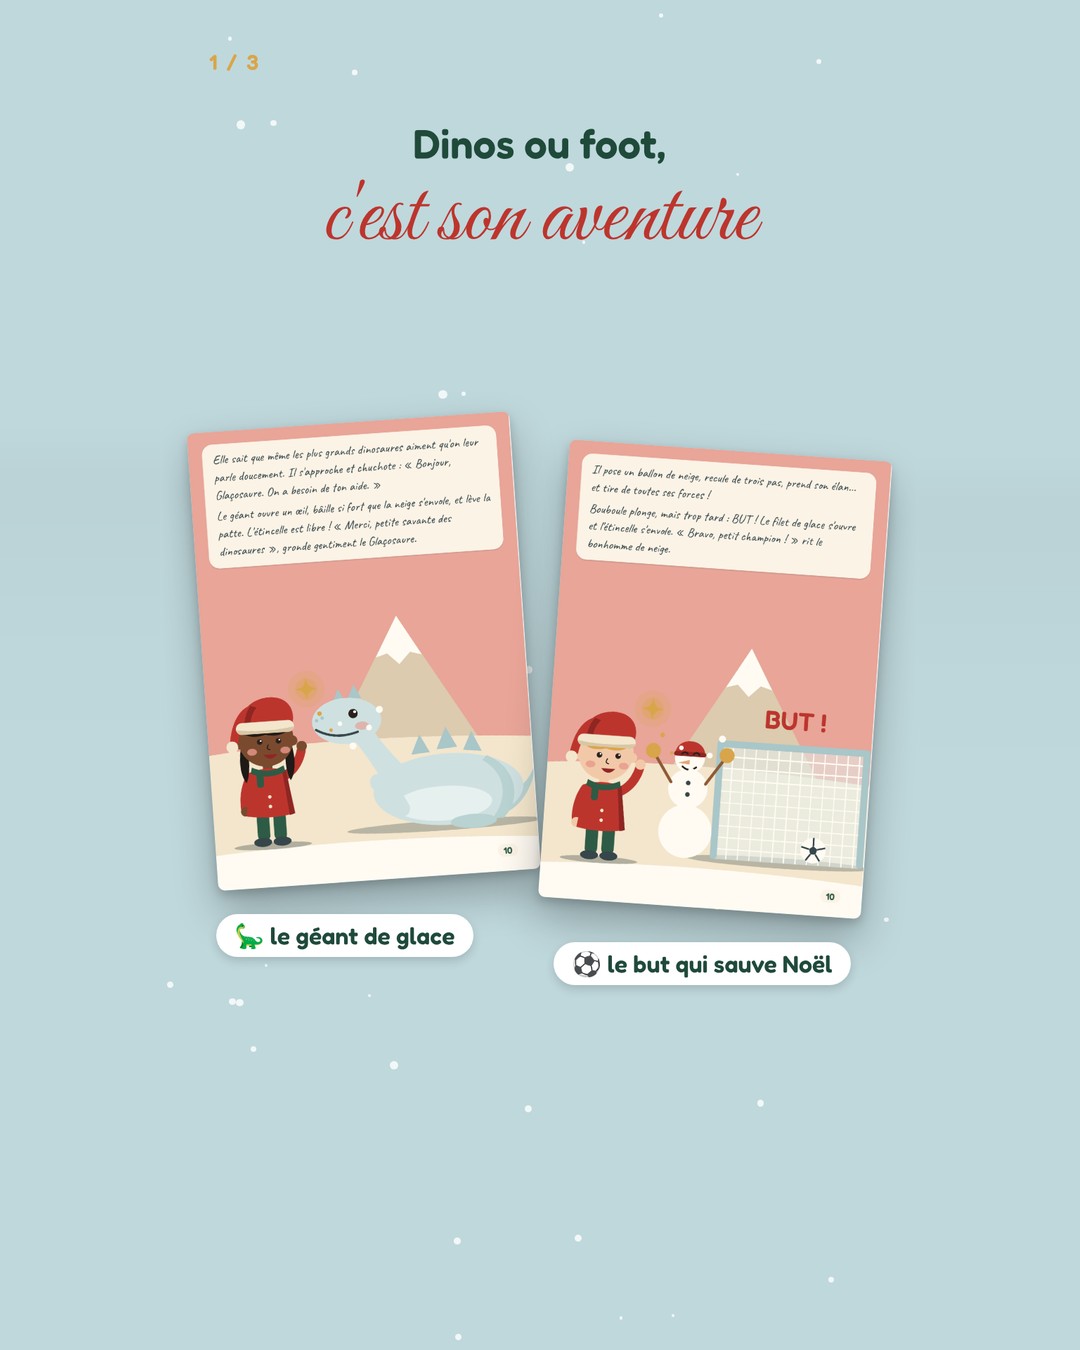 1 / 3
Dinos ou foot,
c'est son aventure
Elle sait que même les plus grands dinosaures aiment qu'on leur
parle doucement. Il s'approche et chuchote : « Bonjour,
Glaçosaure. On a besoin de ton aide. »
Le géant ouvre un œil, bâille si fort que la neige s'envole, et lève la
patte. L'étincelle est libre ! « Merci, petite savante des
dinosaures », gronde gentiment le Glaçosaure.
10
🦕 le géant de glace
Il pose un ballon de neige, recule de trois pas, prend son élan...
et tire de toutes ses forces !
Bouboule plonge, mais trop tard : BUT ! Le filet de glace s'ouvre
et l'étincelle s'envole. « Bravo, petit champion ! » rit le
bonhomme de neige.
BUT !
10
⚽ le but qui sauve Noël